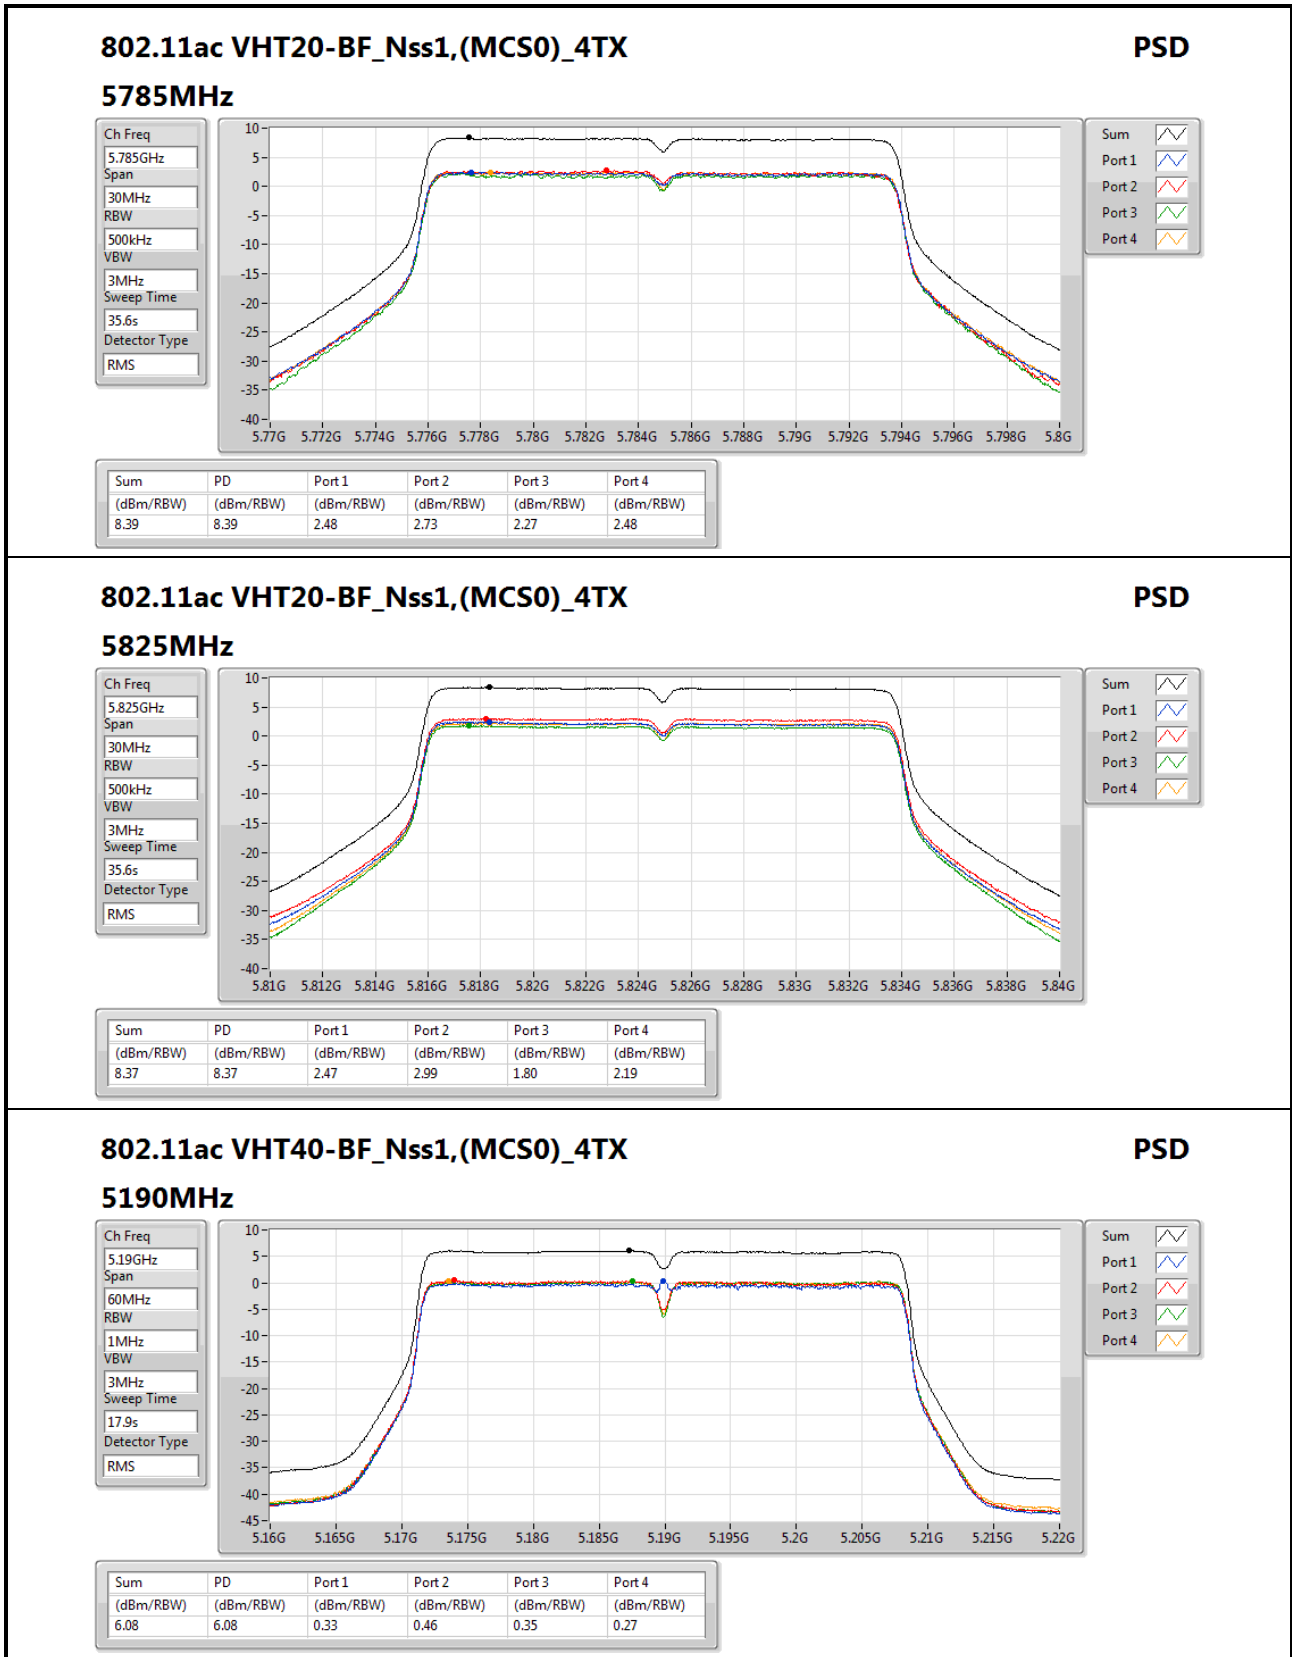 802.11ac VHT20-BF_Nss1,(MCS0)_4TX PSD
5785MHz
Ch Freq
5.785GHz
Span
30MHz
RBW
500kHz
VBW
3MHz
Sweep Time
35.6s
Detector Type
RMS
10
5
0
-5
-10
-15
-20
-25
-30
-35
-40
5.77G 5.772G 5.774G 5.776G 5.778G 5.78G 5.782G 5.784G 5.786G 5.788G 5.79G 5.792G 5.794G 5.796G 5.798G 5.8G
Sum
Port 1
Port 2
Port 3
Port 4
Sum PD Port 1 Port 2 Port 3 Port 4
(dBm/RBW) (dBm/RBW) (dBm/RBW) (dBm/RBW) (dBm/RBW) (dBm/RBW)
8.39 8.39 2.48 2.73 2.27 2.48
802.11ac VHT20-BF_Nss1,(MCS0)_4TX PSD
5825MHz
Ch Freq
5.825GHz
Span
30MHz
RBW
500kHz
VBW
3MHz
Sweep Time
35.6s
Detector Type
RMS
10
5
0
-5
-10
-15
-20
-25
-30
-35
-40
5.81G 5.812G 5.814G 5.816G 5.818G 5.82G 5.822G 5.824G 5.826G 5.828G 5.83G 5.832G 5.834G 5.836G 5.838G 5.84G
Sum
Port 1
Port 2
Port 3
Port 4
Sum PD Port 1 Port 2 Port 3 Port 4
(dBm/RBW) (dBm/RBW) (dBm/RBW) (dBm/RBW) (dBm/RBW) (dBm/RBW)
8.37 8.37 2.47 2.99 1.80 2.19
802.11ac VHT40-BF_Nss1,(MCS0)_4TX PSD
5190MHz
Ch Freq
5.19GHz
Span
60MHz
RBW
1MHz
VBW
3MHz
Sweep Time
17.9s
Detector Type
RMS
10
5
0
-5
-10
-15
-20
-25
-30
-35
-40
-45
5.16G 5.165G 5.17G 5.175G 5.18G 5.185G 5.19G 5.195G 5.2G 5.205G 5.21G 5.215G 5.22G
Sum
Port 1
Port 2
Port 3
Port 4
Sum PD Port 1 Port 2 Port 3 Port 4
(dBm/RBW) (dBm/RBW) (dBm/RBW) (dBm/RBW) (dBm/RBW) (dBm/RBW)
6.08 6.08 0.33 0.46 0.35 0.27